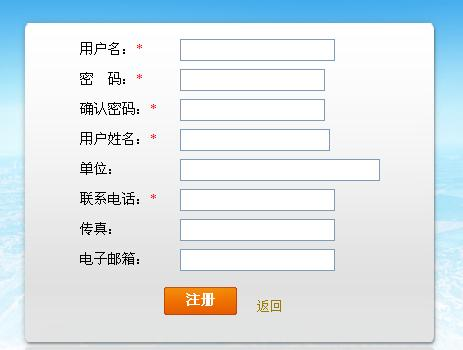 用户名：*
密　码：*
确认密码：*
用户姓名：*
单位：
联系电话：*
传真：
电子邮箱：
注册 返回